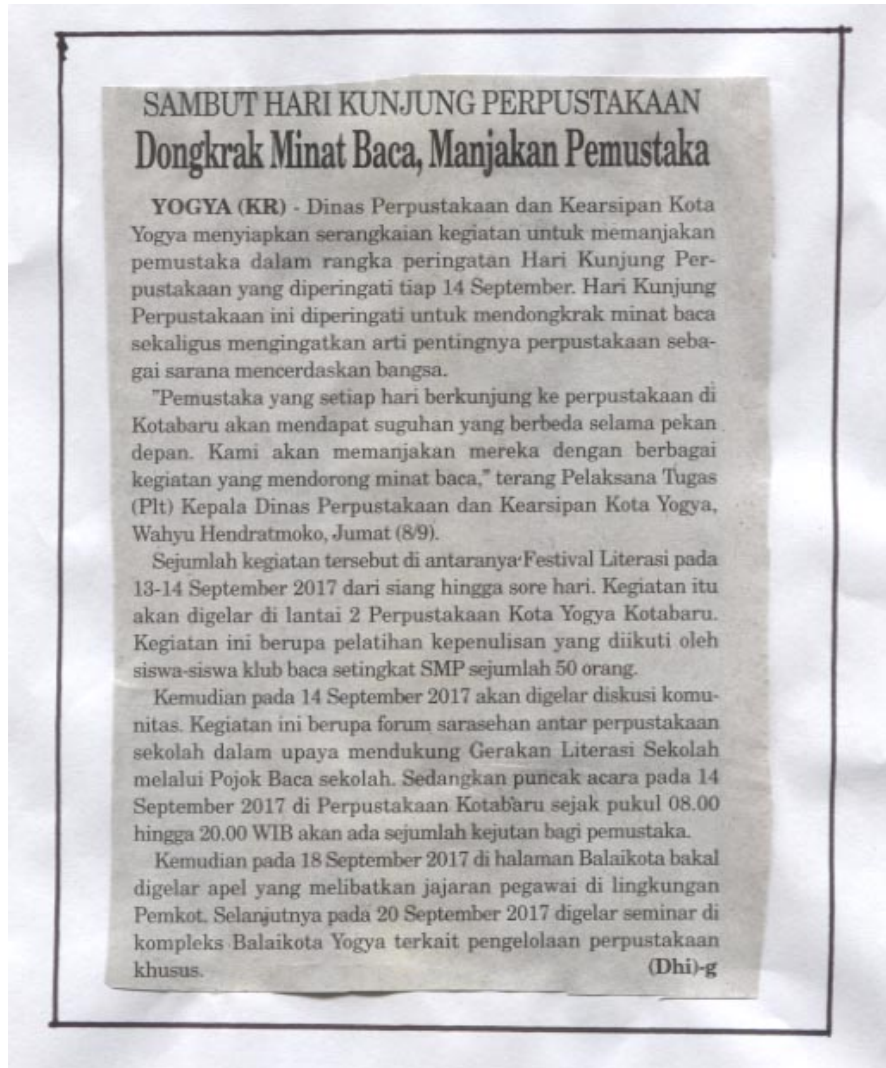 SAMBUT HARI KUNJUNG PERPUSTAKAAN
Dongkrak Minat Baca, Manjakan Pemustaka
YOGYA (KR) - Dinas Perpustakaan dan Kearsipan Kota
Yogya menyiapkan serangkaian kegiatan untuk memanjakan
pemustaka dalam rangka peringatan Hari Kunjung Per-
pustakaan yang diperingati tiap 14 September. Hari Kunjung
Perpustakaan ini diperingati untuk mendongkrak minat baca
sekaligus mengingatkan arti pentingnya perpustakaan seba-
gai sarana mencerdaskan bangsa.
"Pemustaka yang setiap hari berkunjung ke perpustakaan di
Kotabaru akan mendapat suguhan yang berbeda selama pekan
depan. Kami akan memanjakan mereka dengan berbagai
kegiatan yang mendorong minat baca," terang Pelaksana Tugas
(Plt) Kepala Dinas Perpustakaan dan Kearsipan Kota Yogya,
Wahyu Hendratmoko, Jumat (8/9).
Sejumlah kegiatan tersebut di antaranya Festival Literasi pada
13-14 September 2017 dari siang hingga sore hari. Kegiatan itu
akan digelar di lantai 2 Perpustakaan Kota Yogya Kotabaru.
Kegiatan ini berupa pelatihan kepenulisan yang diikuti oleh
siswa-siswa klub baca setingkat SMP sejumlah 50 orang.
Kemudian pada 14 September 2017 akan digelar diskusi komu-
nitas. Kegiatan ini berupa forum sarasehan antar perpustakaan
sekolah dalam upaya mendukung Gerakan Literasi Sekolah
melalui Pojok Baca sekolah. Sedangkan puncak acara pada 14
September 2017 di Perpustakaan Kotabaru sejak pukul 08.00
hingga 20.00 WIB akan ada sejumlah kejutan bagi pemustaka.
Kemudian pada 18 September 2017 di halaman Balaikota bakal
digelar apel yang melibatkan jajaran pegawai di lingkungan
Pemkot. Selanjutnya pada 20 September 2017 digelar seminar di
kompleks Balaikota Yogya terkait pengelolaan perpustakaan
khusus. (Dhi)-g